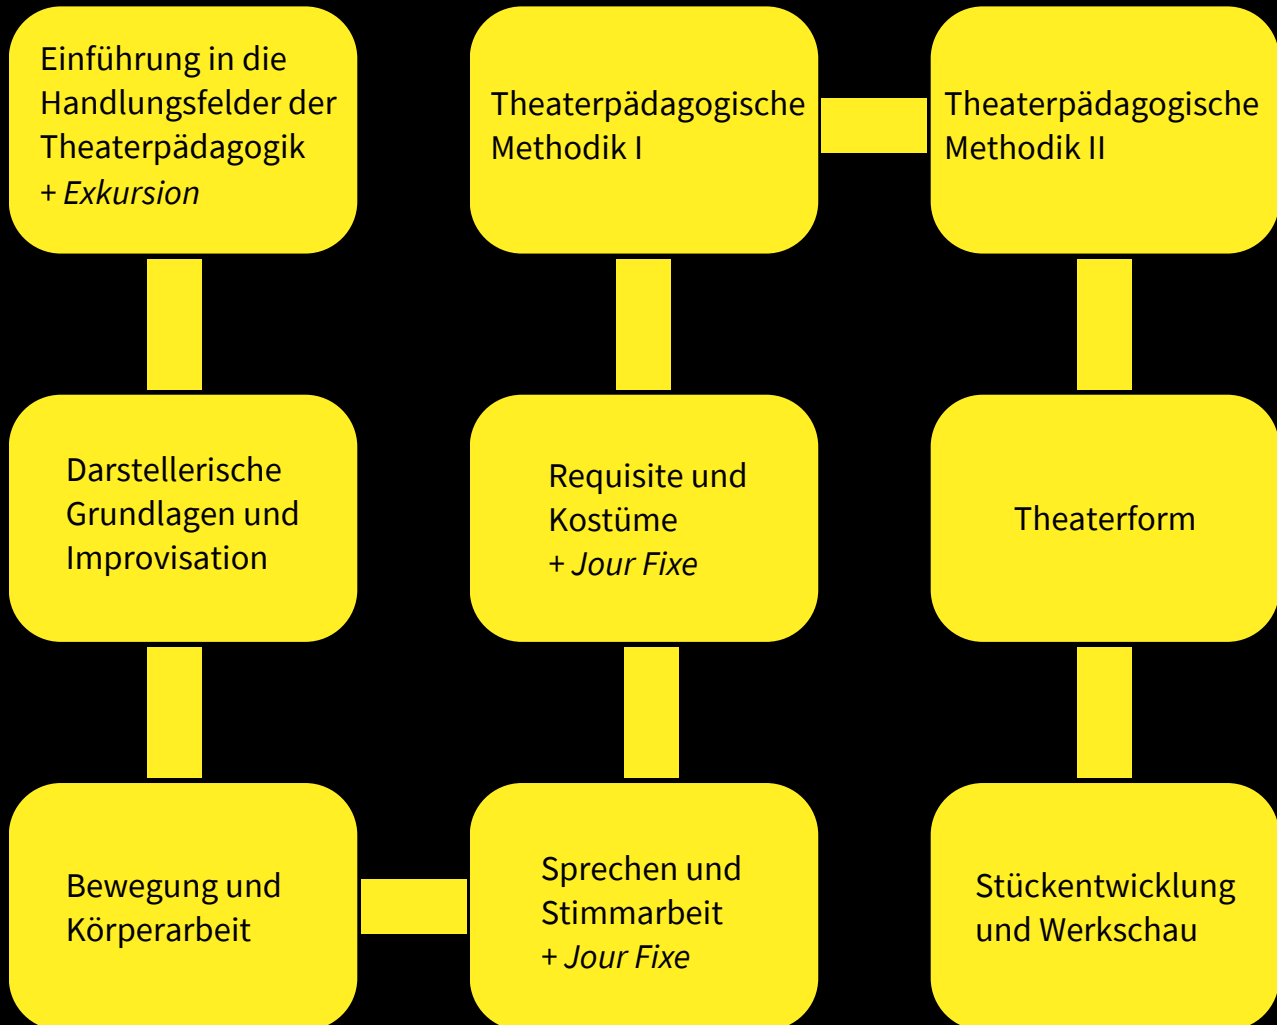 Einführung in die
Handlungsfelder der
Theaterpädagogik
+ Exkursion
Darstellerische
Grundlagen und
Improvisation
Bewegung und
Körperarbeit
Sprechen und
Stimmarbeit
+ Jour Fixe
Requisite und
Kostüme
+ Jour Fixe
Theaterpädagogische
Methodik I
Theaterpädagogische
Methodik II
Theaterform
Stückentwicklung
und Werkschau